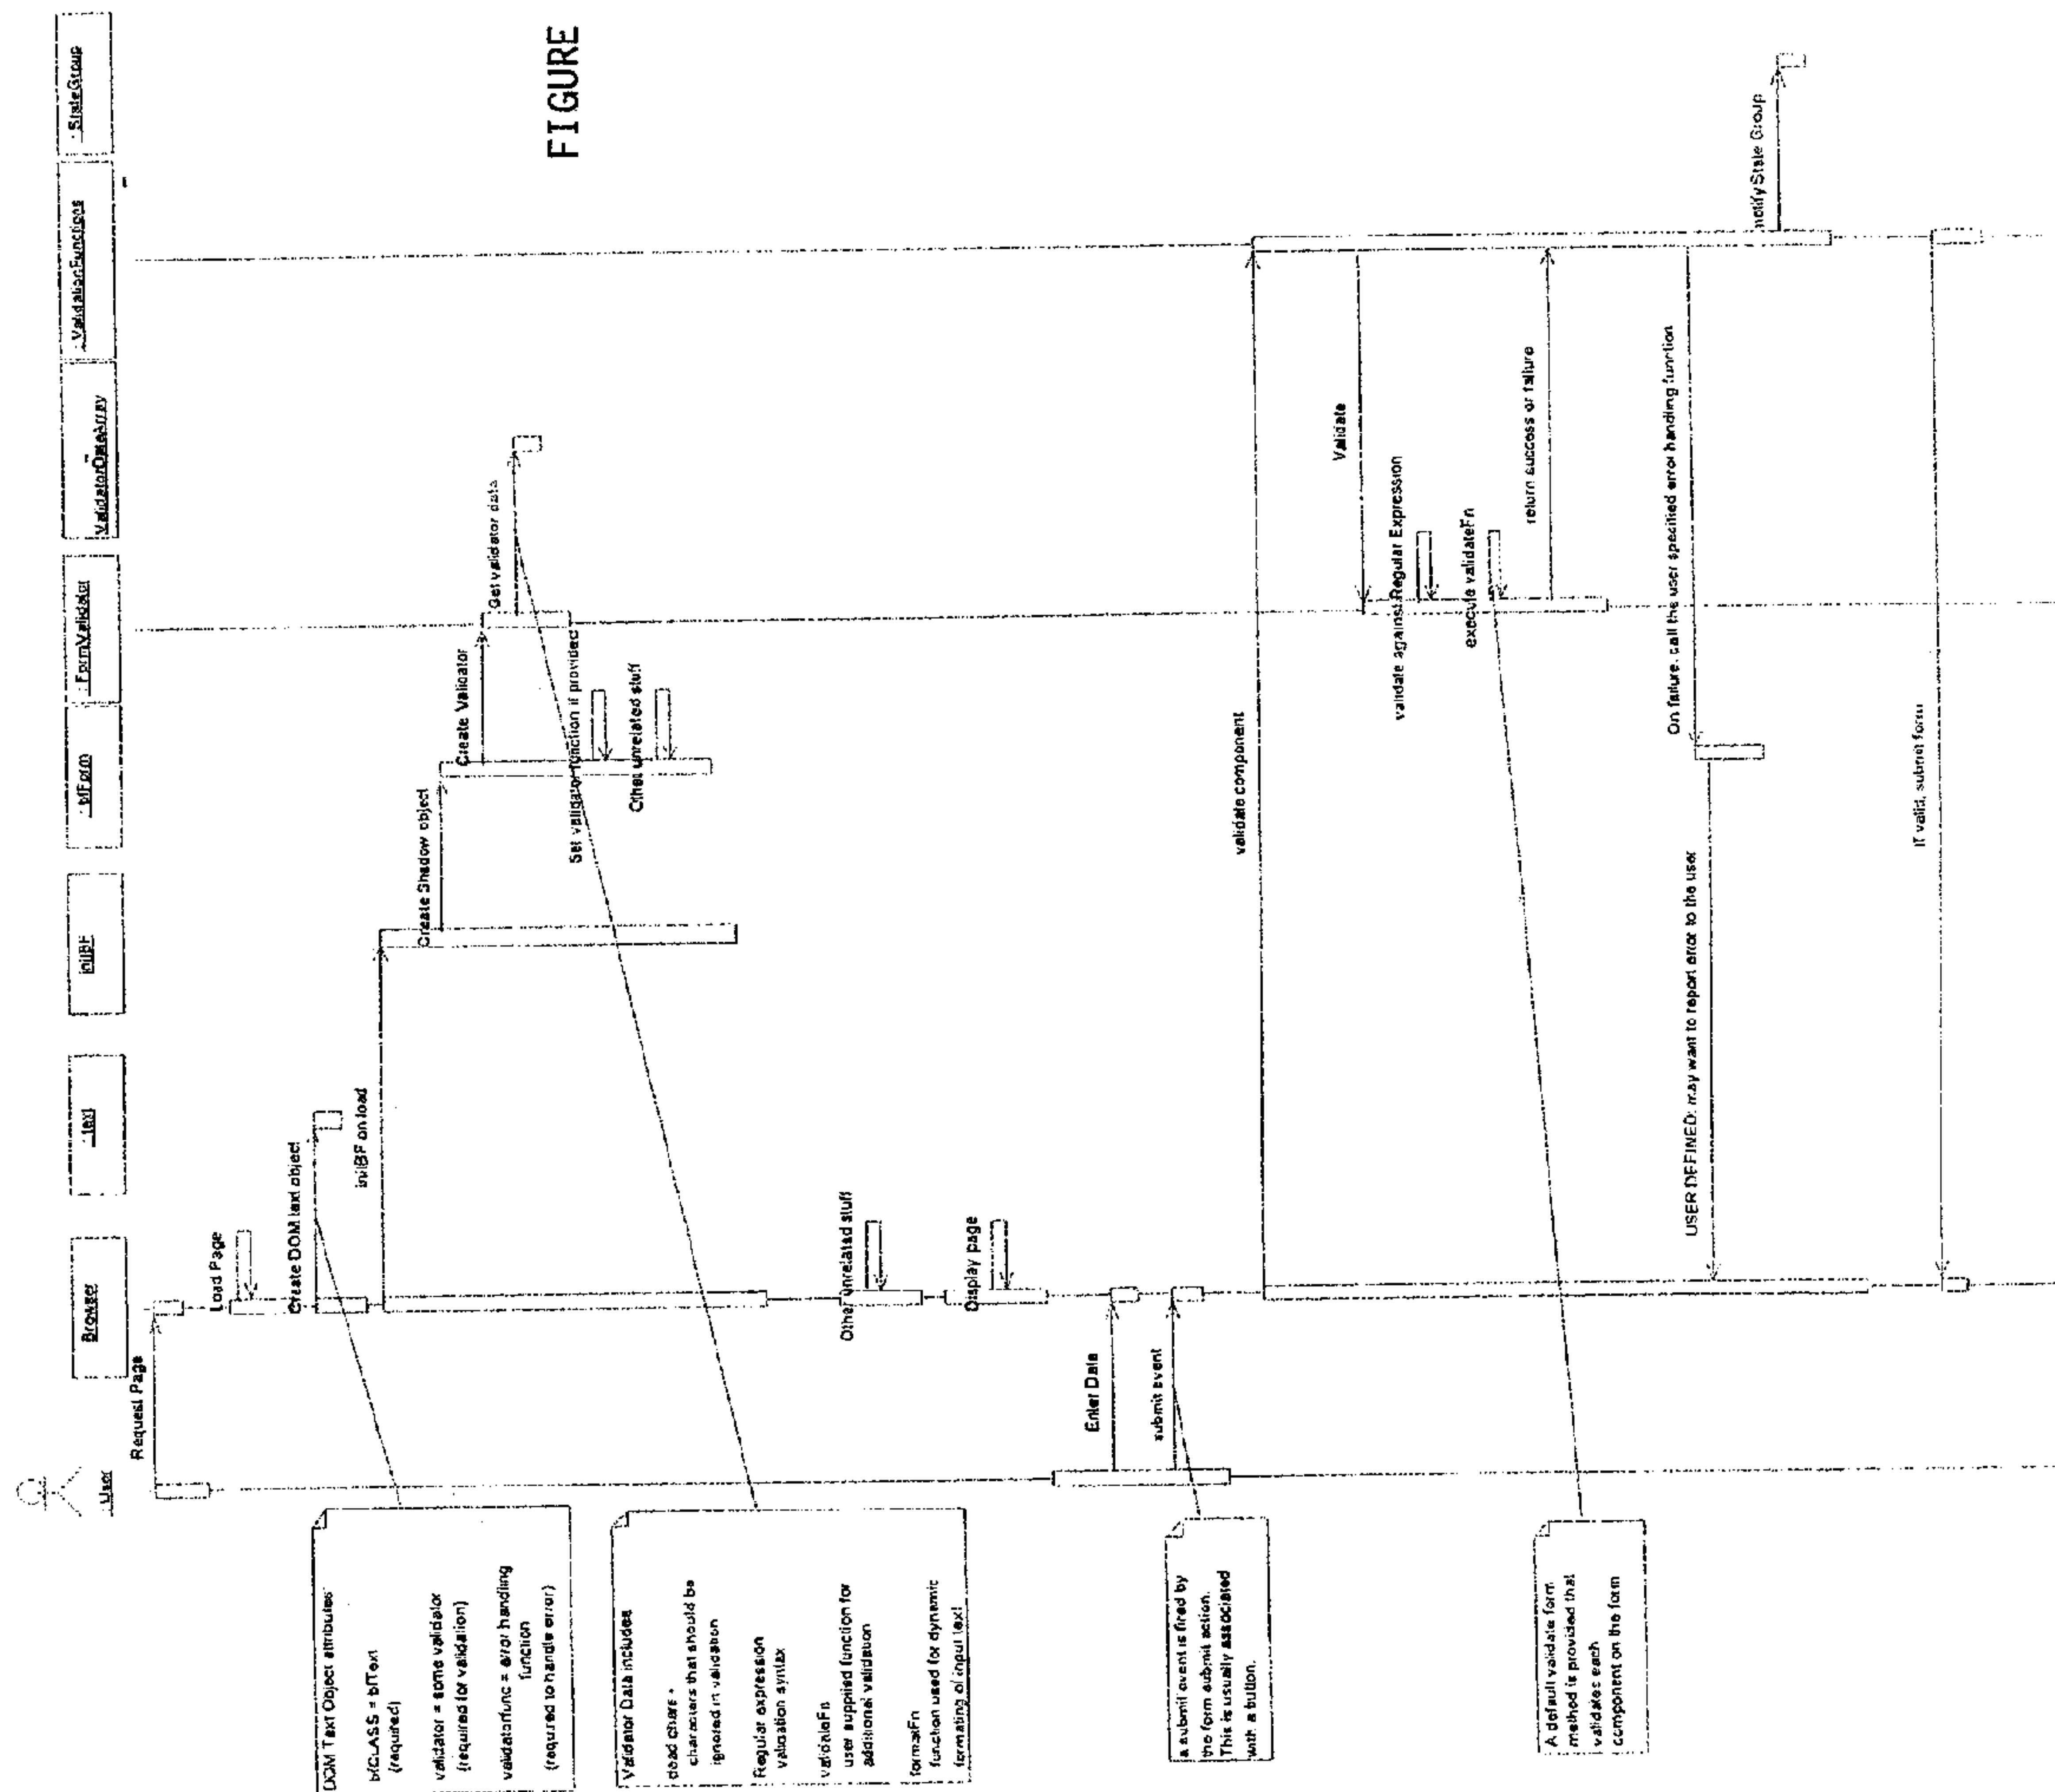 User
Browser
: text
initBF
: bfForm
: FormValidator
ValidatorDataArray
: ValidationFunctions
: StateGroup
FIGURE
Request Page
Load Page
Create DOM text object
initBF on load
Create Shadow object
Create Validator
Get validator data
Set validator function if provided
Other unrelated stuff
Other unrelated stuff
Display page
Enter Data
submit event
validate component
Validate
validate against Regular Expression
execute validateFn
return success or failure
On failure, call the user specified error handling function
USER DEFINED: may want to report error to the user
notify State Group
If valid, submit form
DOM Text Object attributes
bfCLASS = bfText
(required)
validator = some validator
(required for validation)
validatorfunc = error handling
function
(required to handle error)
Validator Data includes
dead chars =
characters that should be
ignored in validation
Regular expression
validation syntax
validateFn
user supplied function for
additional validation
formatFn
function used for dynamic
formating of input text
a submit event is fired by
the form submit action.
This is usually associated
with a button.
A default validate form
method is provided that
validates each
component on the form